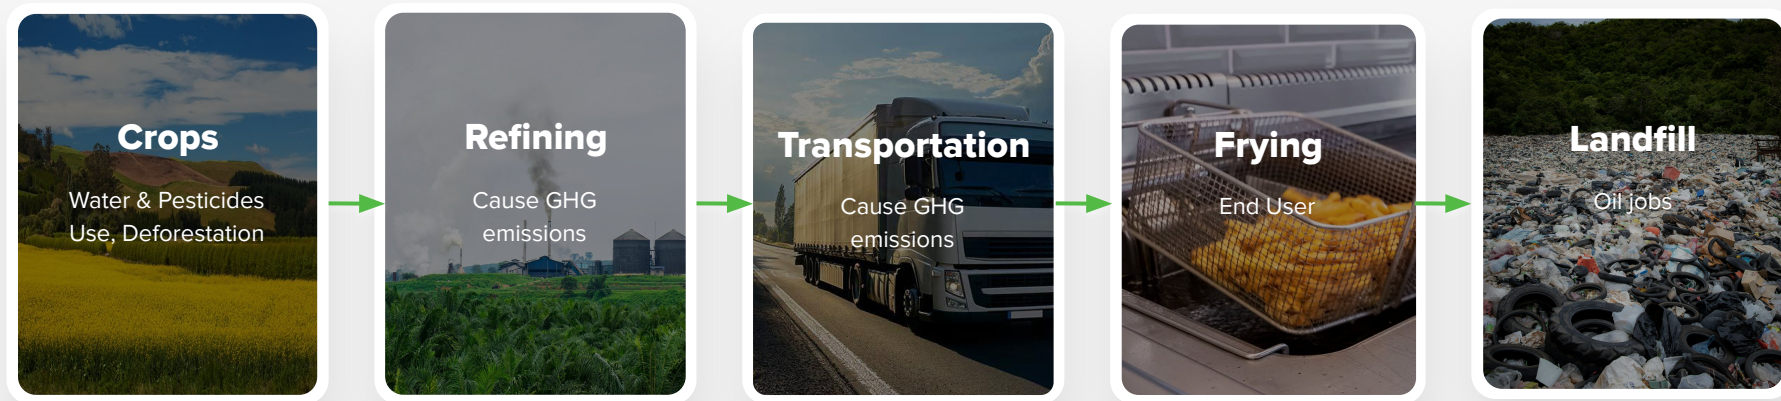 Crops
Water & Pesticides
Use, Deforestation
Refining
Cause GHG
emissions
Transportation
Cause GHG
emissions
Frying
End User
Landfill
Oil jobs